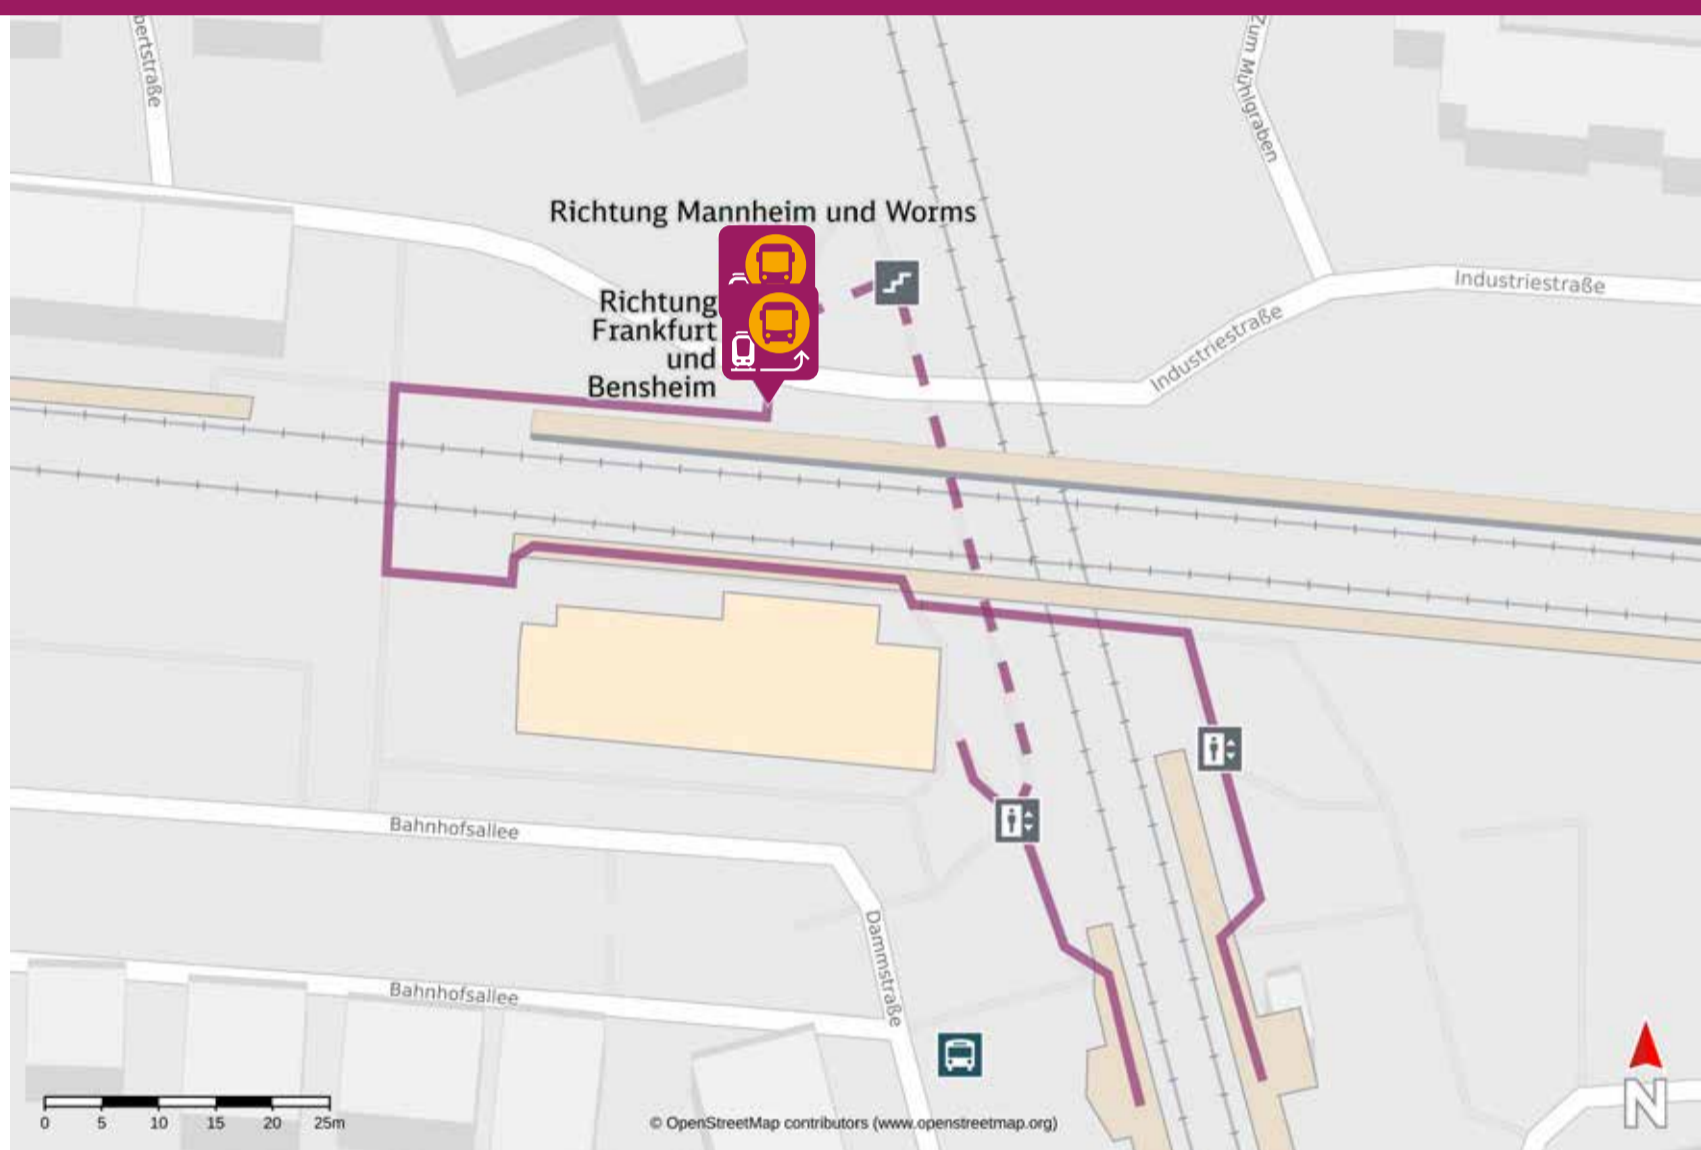 bertstraße
Zum Mühlgraben
Richtung Mannheim und Worms
Industriestraße
Richtung
Frankfurt
und
Bensheim
Industriestraße
Bahnhofsallee
Dammstraße
Bahnhofsallee
0 5 10 15 20 25m
© OpenStreetMap contributors (www.openstreetmap.org)
N